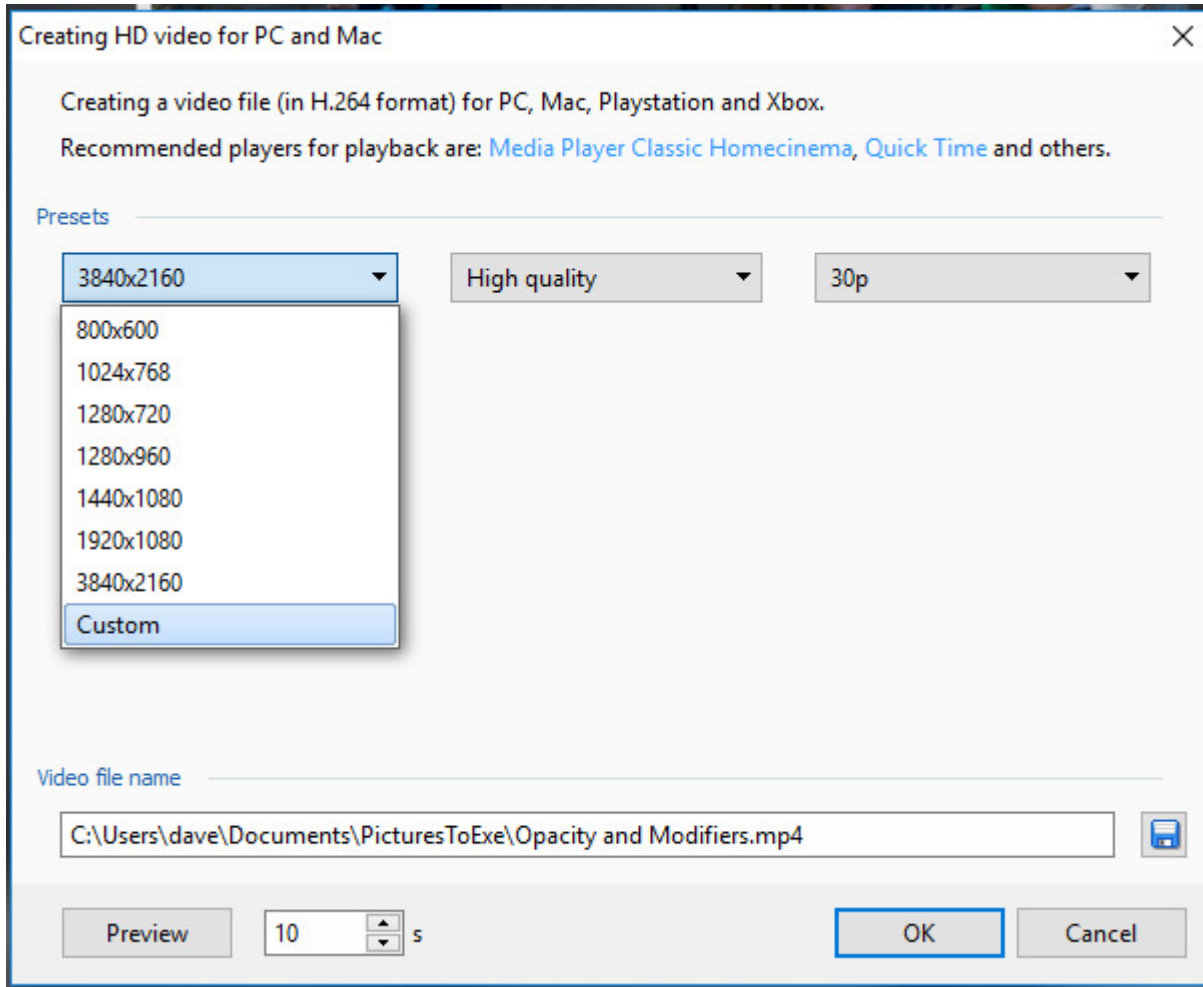 Creating HD video for PC and Mac
Creating a video file (in H.264 format) for PC, Mac, Playstation and Xbox.
Recommended players for playback are: Media Player Classic Homecinema, Quick Time and others.
Presets
3840x2160 High quality 30p
800x600
1024x768
1280x720
1280x960
1440x1080
1920x1080
3840x2160
Custom
Video file name
C:\Users\dave\Documents\PicturesToExe\Opacity and Modifiers.mp4
Preview 10 s OK Cancel